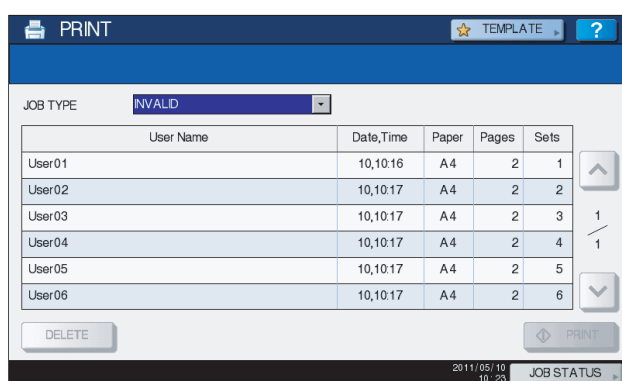 PRINT TEMPLATE ?
JOB TYPE INVALID
User Name Date,Time Paper Pages Sets
User01 10,10:16 A4 2 1
User02 10,10:17 A4 2 2
User03 10,10:17 A4 2 3
User04 10,10:17 A4 2 4
User05 10,10:17 A4 2 5
User06 10,10:17 A4 2 6
1
1
DELETE PRINT
2011/05/10
10:23 JOB STATUS